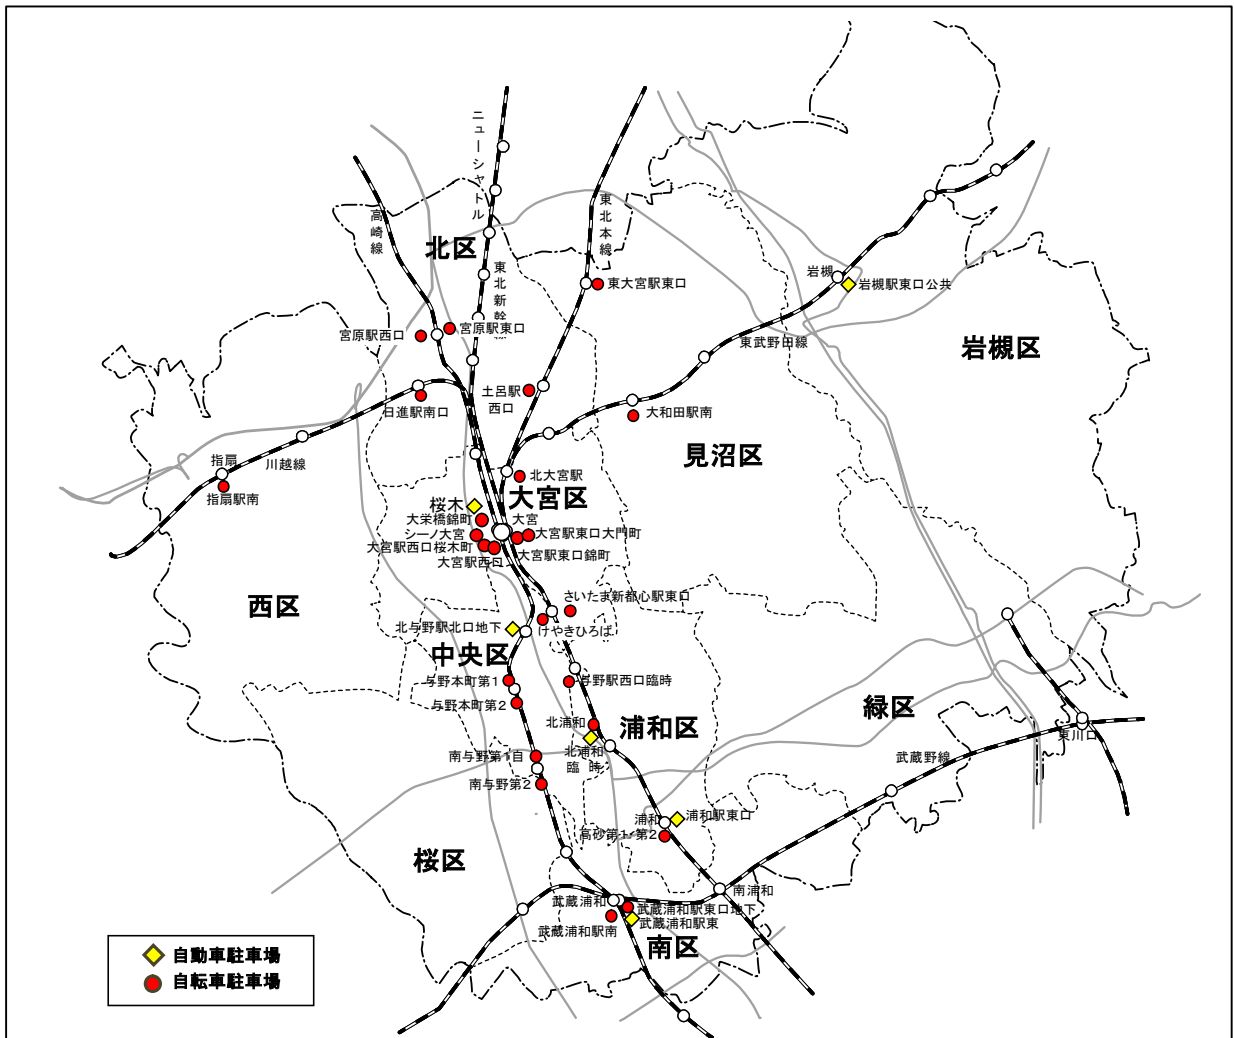 ニューシャトル
高崎線
東北本線
北区
東北新幹線
岩槻
岩槻駅東口公共
東大宮駅東口
宮原駅西口
宮原駅東口
東武野田線
岩槻区
土呂駅
西口
日進駅南口
大和田駅南
見沼区
指扇
川越線
指扇駅南
北大宮駅
大宮区
桜木
大栄橋錦町
大宮
シーノ大宮
大宮駅東口大門町
大宮駅西口桜木町
大宮駅東口錦町
大宮駅西口
西区
さいたま新都心駅東口
北与野駅北口地下
けやきひろば
中央区
与野本町第1
与野駅西口臨時
与野本町第2
緑区
北浦和
浦和区
東川口
北浦和
臨時
南与野第1自
武蔵野線
南与野第2
浦和
浦和駅東口
高砂第1・第2
桜区
南浦和
武蔵浦和
武蔵浦和駅東口地下
武蔵浦和駅東
武蔵浦和駅南
南区
自動車駐車場
自転車駐車場